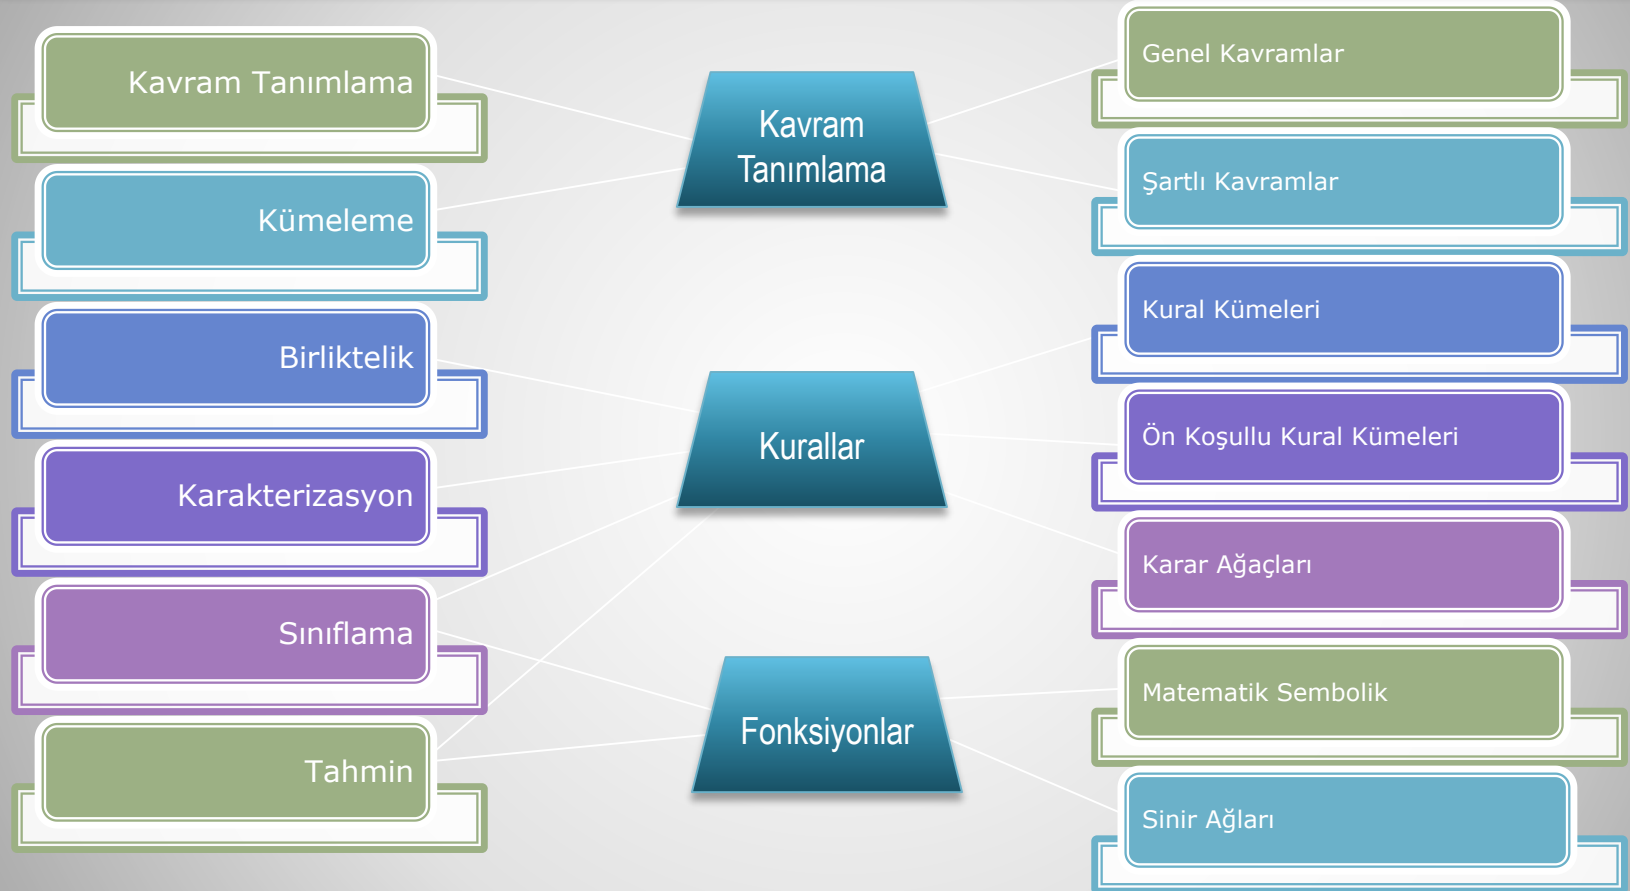 Kavram Tanımlama
Kümeleme
Birliktelik
Karakterizasyon
Sınıflama
Tahmin
Kavram
Tanımlama
Kurallar
Fonksiyonlar
Genel Kavramlar
Şartlı Kavramlar
Kural Kümeleri
Ön Koşullu Kural Kümeleri
Karar Ağaçları
Matematik Sembolik
Sinir Ağları